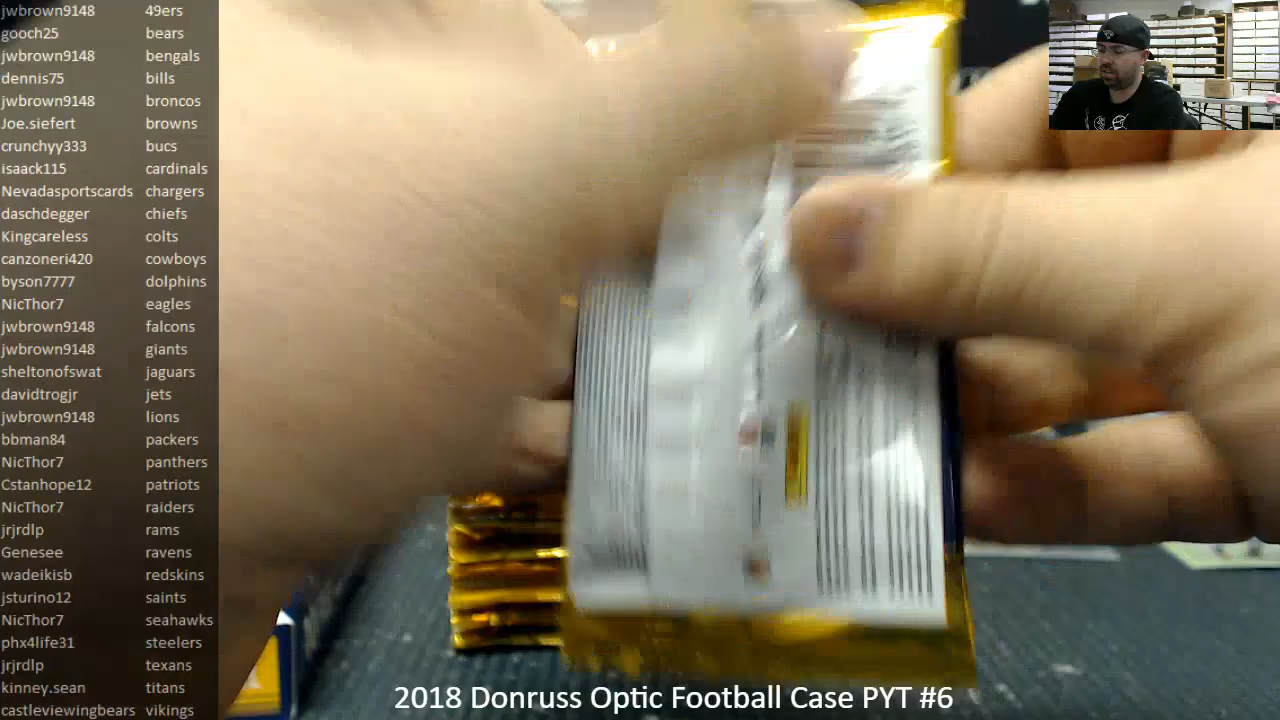 jwbrown9148 49ers
gooch25 bears
jwbrown9148 bengals
dennis75 bills
jwbrown9148 broncos
Joe.siefert browns
crunchyy333 bucs
isaack115 cardinals
Nevadasportscards chargers
daschdegger chiefs
Kingcareless colts
canzoneri420 cowboys
byson7777 dolphins
NicThor7 eagles
jwbrown9148 falcons
jwbrown9148 giants
sheltonofswat jaguars
davidtrogjr jets
jwbrown9148 lions
bbman84 packers
NicThor7 panthers
Cstanhope12 patriots
NicThor7 raiders
jrjrdlp rams
Genesee ravens
wadeikisb redskins
jsturino12 saints
NicThor7 seahawks
phx4life31 steelers
jrjrdlp texans
kinney.sean titans
castleviewingbears vikings
2018 Donruss Optic Football Case PYT #6